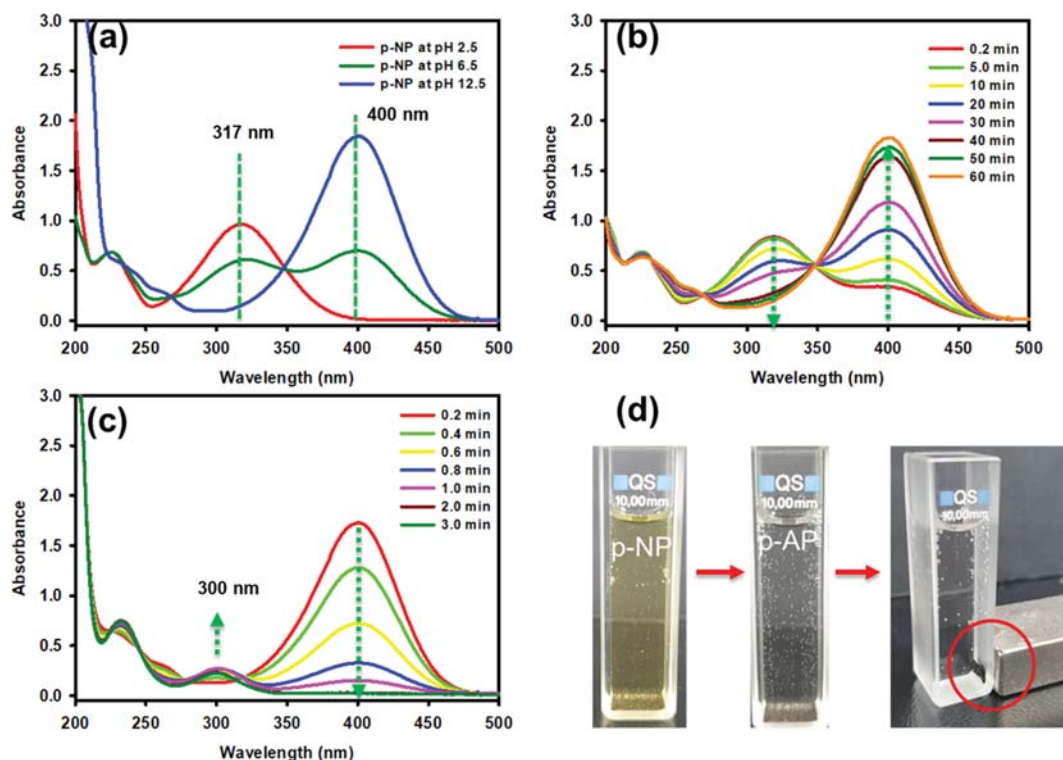 (a)
p-NP at pH 2.5
p-NP at pH 6.5
p-NP at pH 12.5
317 nm
400 nm
Absorbance
3.0
2.5
2.0
1.5
1.0
0.5
0.0
200 250 300 350 400 450 500
Wavelength (nm)
(b)
0.2 min
5.0 min
10 min
20 min
30 min
40 min
50 min
60 min
Absorbance
3.0
2.5
2.0
1.5
1.0
0.5
0.0
200 250 300 350 400 450 500
Wavelength (nm)
(c)
0.2 min
0.4 min
0.6 min
0.8 min
1.0 min
2.0 min
3.0 min
300 nm
Absorbance
3.0
2.5
2.0
1.5
1.0
0.5
0.0
200 250 300 350 400 450 500
Wavelength (nm)
(d)
QS
10,00mm
p-NP
QS
10,00mm
p-AP
QS
10,00mm